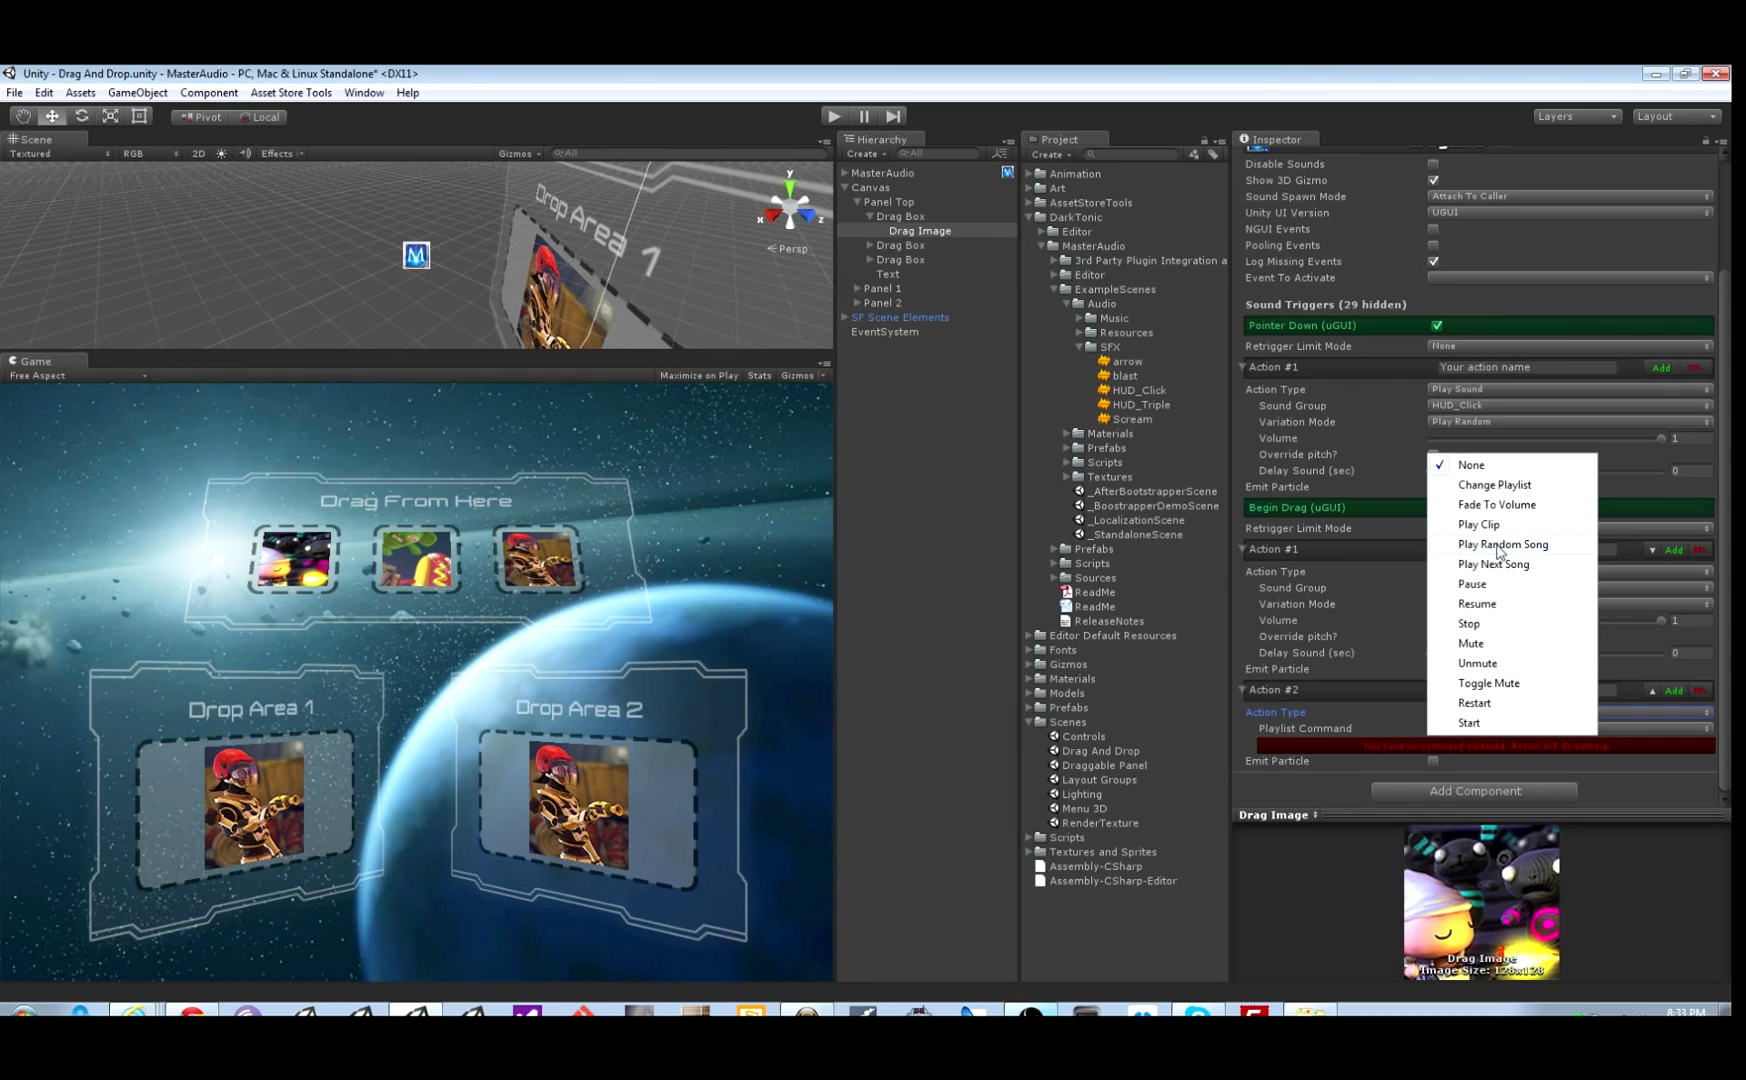 Unity - Drag And Drop.unity - MasterAudio - PC, Mac & Linux Standalone* <DX11>
File Edit Assets GameObject Component Asset Store Tools Window Help
Pivot Local
Layers Layout
Scene
Textured RGB 2D Effects Gizmos All
Drop Area 1
y
x
z
Persp
M
Game
Free Aspect Maximize on Play Stats Gizmos
Drag From Here
Drop Area 1
Drop Area 2
Hierarchy
Create All
MasterAudio
Canvas
Panel Top
Drag Box
Drag Image
Drag Box
Drag Box
Text
Panel 1
Panel 2
SF Scene Elements
EventSystem
Project
Create
Animation
Art
AssetStoreTools
DarkTonic
Editor
MasterAudio
3rd Party Plugin Integration a
Editor
ExampleScenes
Audio
Music
Resources
SFX
arrow
blast
HUD_Click
HUD_Triple
Scream
Materials
Prefabs
Scripts
Textures
_AfterBootstrapperScene
_BoostrapperDemoScene
_LocalizationScene
_StandaloneScene
Prefabs
Scripts
Sources
ReadMe
ReadMe
ReleaseNotes
Editor Default Resources
Fonts
Gizmos
Materials
Models
Prefabs
Scenes
Controls
Drag And Drop
Draggable Panel
Layout Groups
Lighting
Menu 3D
RenderTexture
Scripts
Textures and Sprites
Assembly-CSharp
Assembly-CSharp-Editor
Inspector
Disable Sounds
Show 3D Gizmo
Sound Spawn Mode Attach To Caller
Unity UI Version UGUI
NGUI Events
Pooling Events
Log Missing Events
Event To Activate
Sound Triggers (29 hidden)
Pointer Down (uGUI)
Retrigger Limit Mode None
Action #1 Your action name Add
Action Type Play Sound
Sound Group HUD_Click
Variation Mode Play Random
Volume 1
Override pitch?
Delay Sound (sec) 0
Emit Particle
Begin Drag (uGUI)
Retrigger Limit Mode
Action #1 Add
Action Type
Sound Group
Variation Mode
Volume 1
Override pitch?
Delay Sound (sec) 0
Emit Particle
Action #2 Add
Action Type
Playlist Command
Emit Particle
None
Change Playlist
Fade To Volume
Play Clip
Play Random Song
Play Next Song
Pause
Resume
Stop
Mute
Unmute
Toggle Mute
Restart
Start
Add Component
Drag Image
Drag Image
Image Size: 128x128
8:33 PM